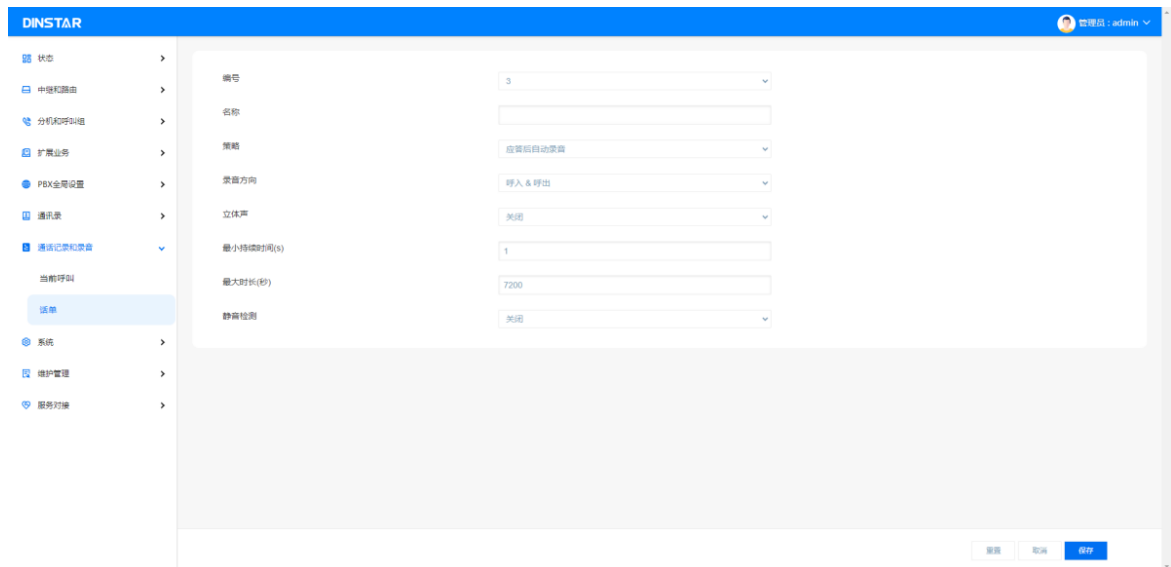 DINSTAR
管理员：admin
状态
中继和路由
分机和呼叫组
扩展业务
PBX全局设置
通讯录
通话记录和录音
当前呼叫
话单
系统
维护管理
服务对接
编号
3
名称
策略
应答后自动录音
录音方向
呼入 & 呼出
立体声
关闭
最小持续时间(s)
1
最大时长(秒)
7200
静音检测
关闭
重置
取消
保存